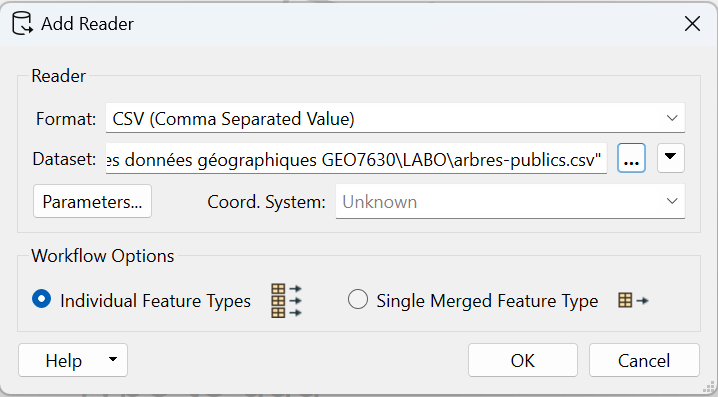 Add Reader
Reader
Format: CSV (Comma Separated Value)
Dataset: es données géographiques GEO7630\LABO\arbres-publics.csv" ...
Parameters... Coord. System: Unknown
Workflow Options
Individual Feature Types Single Merged Feature Type
Help OK Cancel